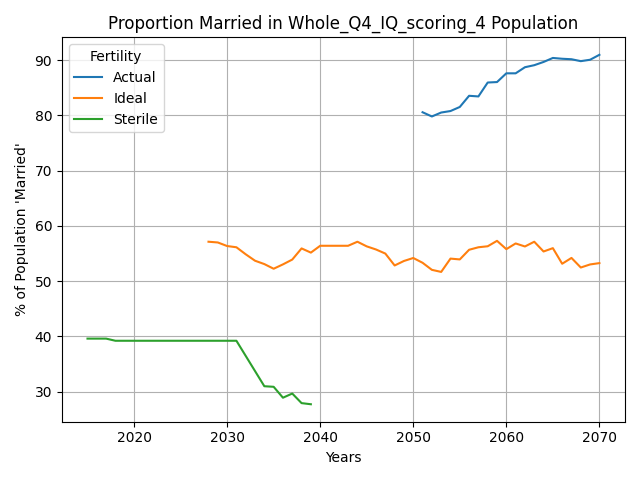 Proportion Married in Whole_Q4_IQ_scoring_4 Population
Fertility
Actual
Ideal
Sterile
% of Population 'Married'
90
80
70
60
50
40
30
2020 2030 2040 2050 2060 2070
Years